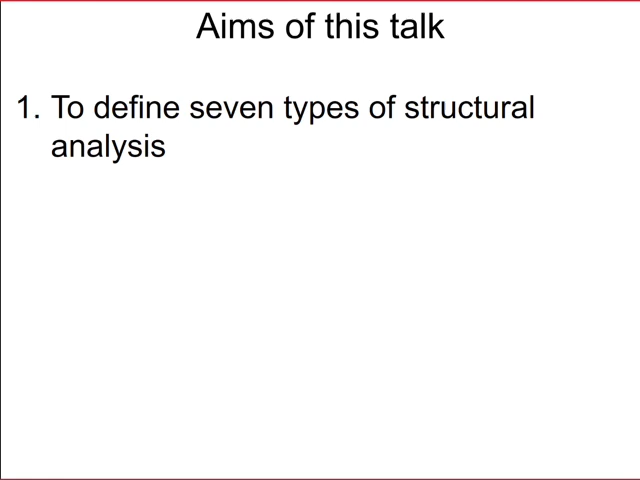 Aims of this talk
1. To define seven types of structural
analysis